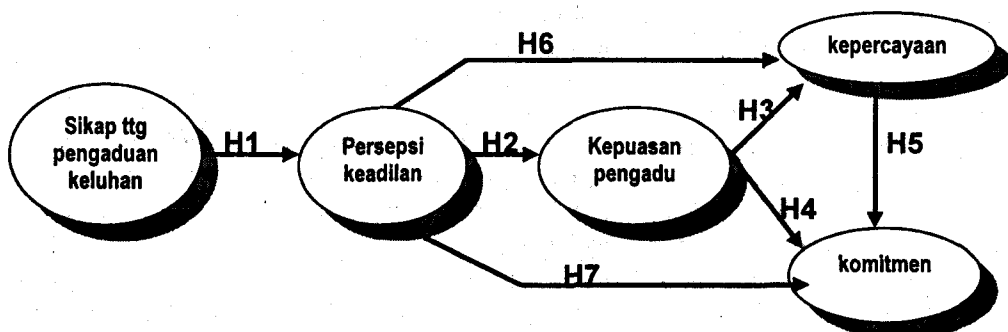 H6
kepercayaan
Sikap ttg
pengaduan
keluhan
H1
Persepsi
keadilan
H2
Kepuasan
pengadu
H3
H5
H4
komitmen
H7